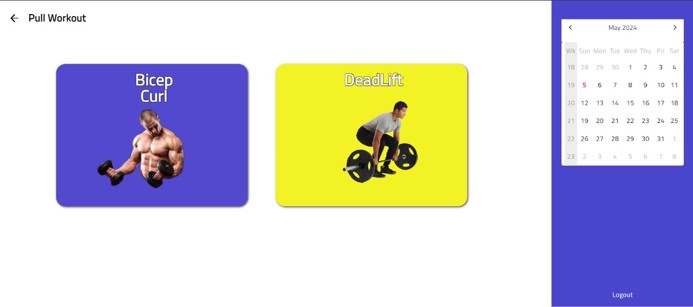 Pull Workout
Bicep
Curl
DeadLift
May 2024
Wk Sun Mon Tue Wed Thu Fri Sat
18 28 29 30 1 2 3 4
19 5 6 7 8 9 10 11
20 12 13 14 15 16 17 18
21 19 20 21 22 23 24 25
22 26 27 28 29 30 31 1
23 2 3 4 5 6 7 8
Logout